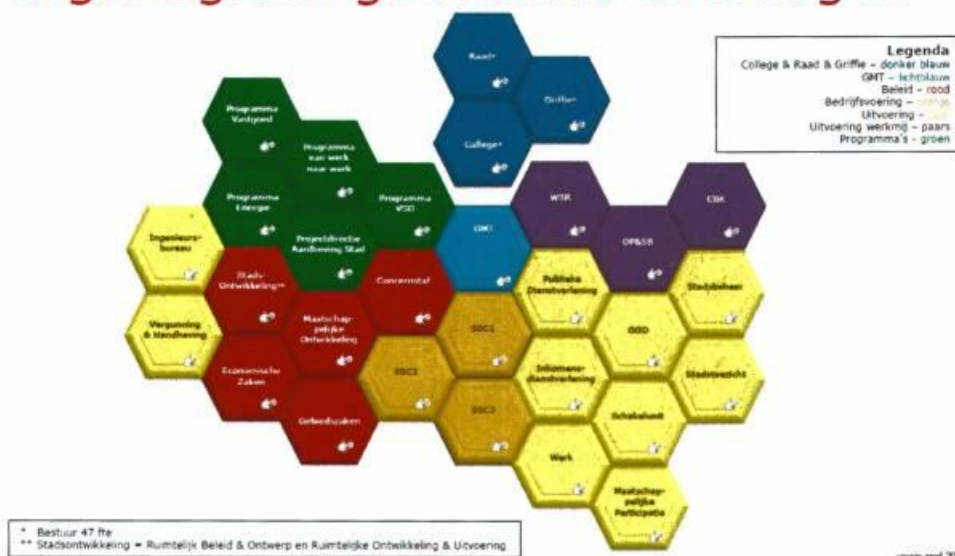 Raad*
Griffie*
College*
Legenda
College & Raad & Griffie – donker blauw
GMT – lichtblauw
Beleid – rood
Bedrijfsvoering – oranje
Uitvoering –
Uitvoering werkmij – paars
Programma's – groen
Programma
Vastgoed
Programma
van werk
naar werk
Programma
Energie
Programma
VSD
Projectdirectie
Aardbeving Stad
GMT
WSR
OP&SB
CBK
Ingenieurs-
bureau
Stads-
Ontwikkeling**
Concernstaf
Publieke
Dienstverlening
Stadsbeheer
Vergunning
& Handhaving
Maatschap-
pelijke
Ontwikkeling
SSC1
GGD
Economische
Zaken
SSC2
Inkomens-
dienstverlening
Stadstoezicht
Gebiedszaken
SSC3
Schakelunit
Werk
Maatschap-
pelijke
Participatie
* Bestuur 47 fte
** Stadsontwikkeling = Ruimtelijk Beleid & Ontwerp en Ruimtelijke Ontwikkeling & Uitvoering